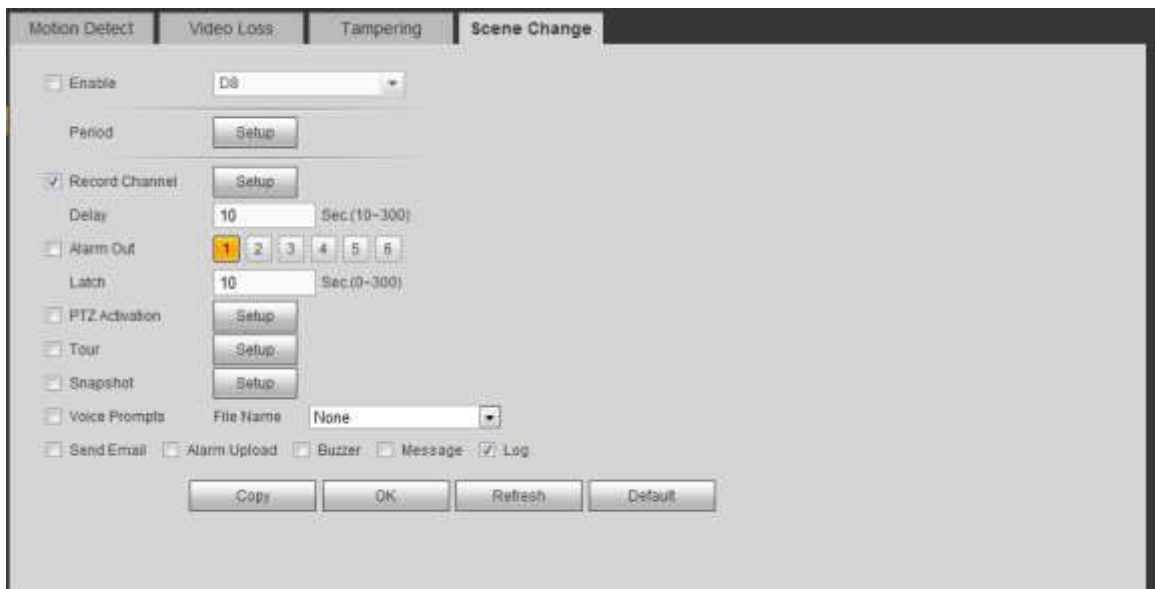 Motion Detect Video Loss Tampering Scene Change
Enable D8
Period Setup
Record Channel Setup
Delay 10 Sec.(10~300)
Alarm Out 1 2 3 4 5 6
Latch 10 Sec.(0~300)
PTZ Activation Setup
Tour Setup
Snapshot Setup
Voice Prompts File Name None
Send Email Alarm Upload Buzzer Message Log
Copy OK Refresh Default